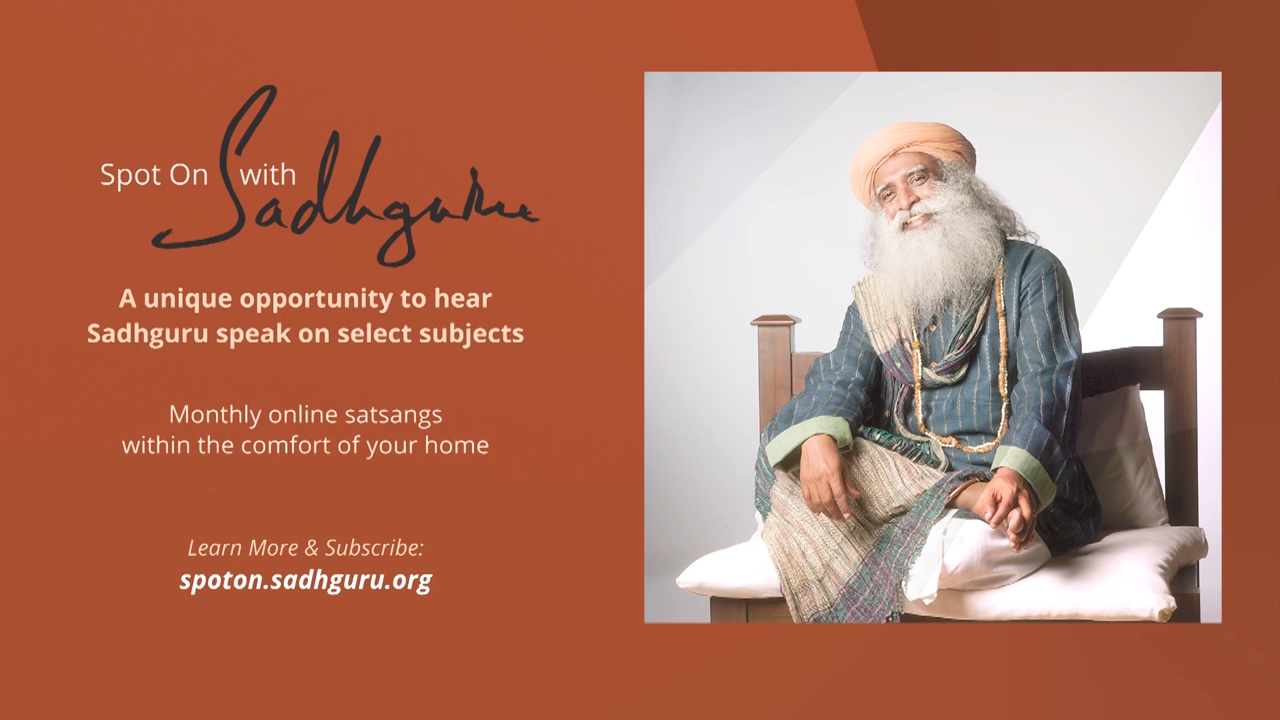 Spot On with Sadhguru
A unique opportunity to hear
Sadhguru speak on select subjects
Monthly online satsangs
within the comfort of your home
Learn More & Subscribe:
spoton.sadhguru.org